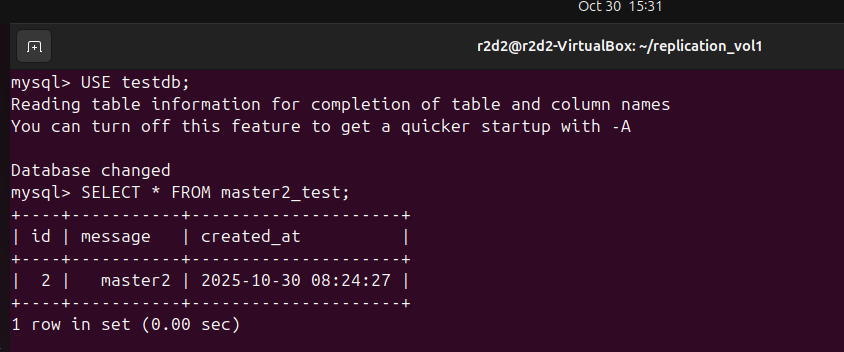 Oct 30 15:31
r2d2@r2d2-VirtualBox: ~/replication_vol1
mysql> USE testdb;
Reading table information for completion of table and column names
You can turn off this feature to get a quicker startup with -A
Database changed
mysql> SELECT * FROM master2_test;
+----+-----------+---------------------+
| id | message   | created_at          |
+----+-----------+---------------------+
|  2 |   master2 | 2025-10-30 08:24:27 |
+----+-----------+---------------------+
1 row in set (0.00 sec)